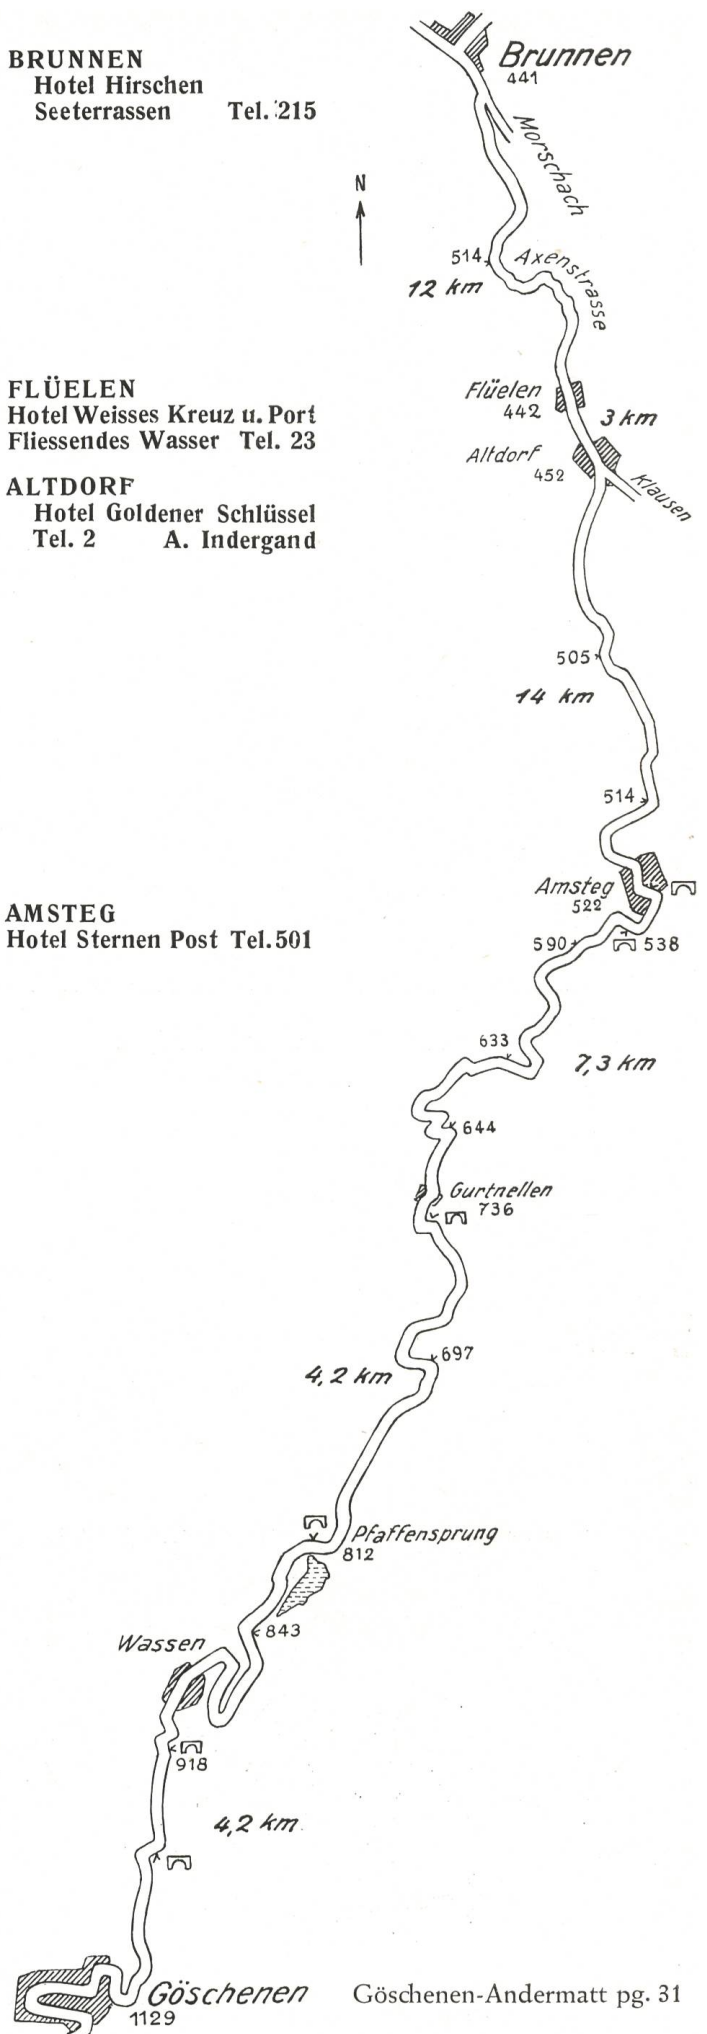 BRUNNEN
Hotel Hirschen
Seeterrassen Tel. 215
FLÜELEN
Hotel Weisses Kreuz u. Port
Fliessendes Wasser Tel. 23
ALTDORF
Hotel Goldener Schlüssel
Tel. 2 A. Indergand
AMSTEG
Hotel Sternen Post Tel. 501
N
Brunnen
441
Morschach
514
Axenstrasse
12 km
Flüelen
442
3 km
Altdorf
452
Klausen
505
14 km
514
Amsteg
522
590
538
633
7,3 km
644
Gurtnellen
736
697
4,2 km
Pfaffensprung
812
843
Wassen
918
4,2 km
Göschenen
1129
Göschenen-Andermatt pg. 31